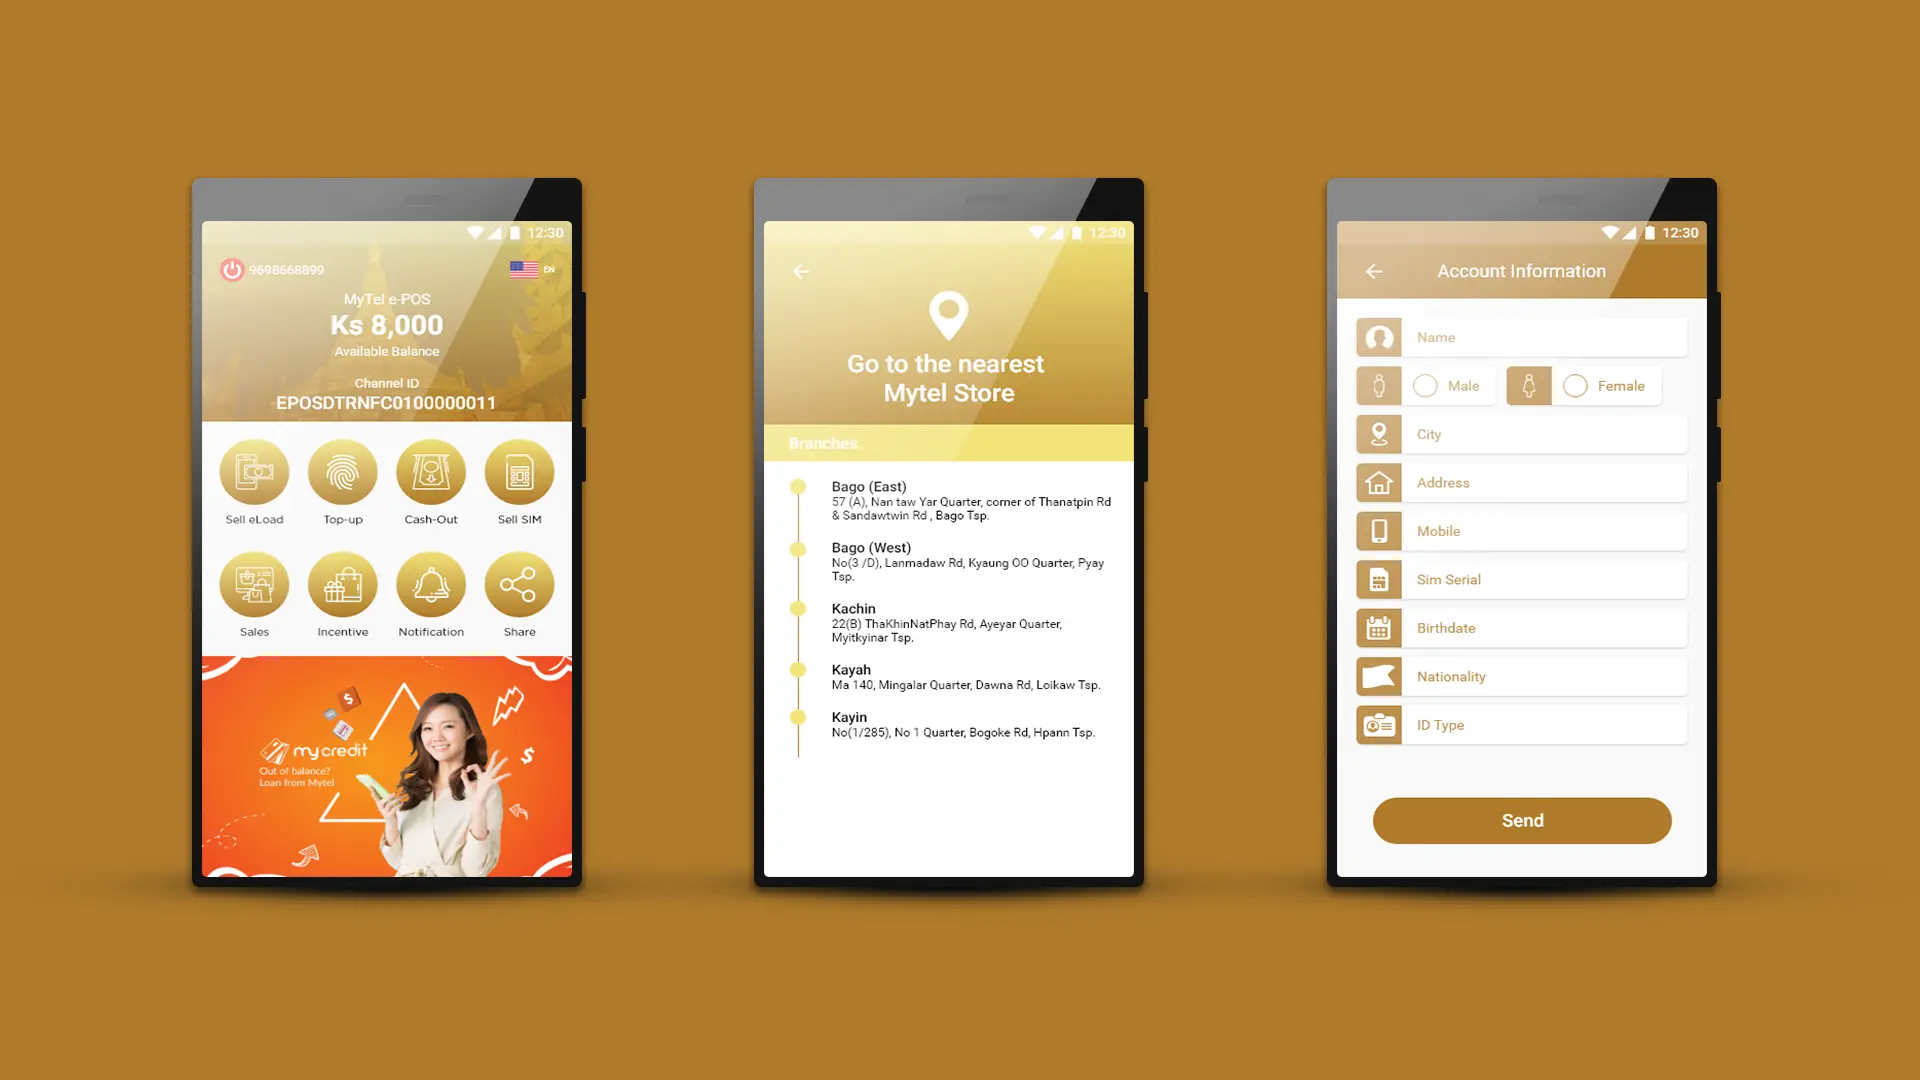 12:30
9698668899
EN
MyTel e-POS
Ks 8,000
Available Balance
Channel ID
EPOSDTRNFC0100000011
Sell eLoad
Top-up
Cash-Out
Sell SIM
Sales
Incentive
Notification
Share
my credit
Out of balance?
Loan from Mytel
12:30
Go to the nearest
Mytel Store
Branches
Bago (East)
57 (A), Nan taw Yar Quarter, corner of Thanatpin Rd
& Sandawtwin Rd , Bago Tsp.
Bago (West)
No(3 /D), Lanmadaw Rd, Kyaung OO Quarter, Pyay
Tsp.
Kachin
22(B) ThaKhinNatPhay Rd, Ayeyar Quarter,
Myitkyinar Tsp.
Kayah
Ma 140, Mingalar Quarter, Dawna Rd, Loikaw Tsp.
Kayin
No(1/285), No 1 Quarter, Bogoke Rd, Hpann Tsp.
12:30
Account Information
Name
Male
Female
City
Address
Mobile
Sim Serial
Birthdate
Nationality
ID Type
Send